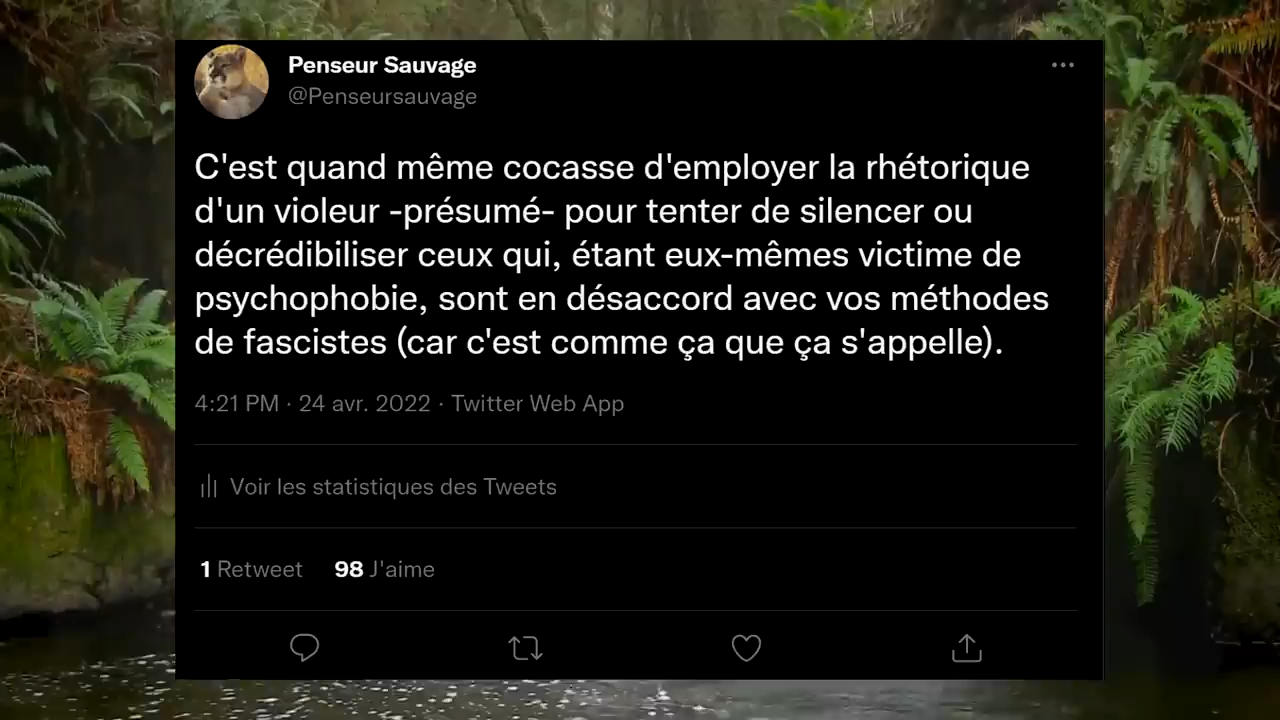 Penseur Sauvage
@Penseursauvage
C'est quand même cocasse d'employer la rhétorique
d'un violeur -présumé- pour tenter de silencer ou
décrédibiliser ceux qui, étant eux-mêmes victime de
psychophobie, sont en désaccord avec vos méthodes
de fascistes (car c'est comme ça que ça s'appelle).
4:21 PM · 24 avr. 2022 · Twitter Web App
Voir les statistiques des Tweets
1 Retweet 98 J'aime